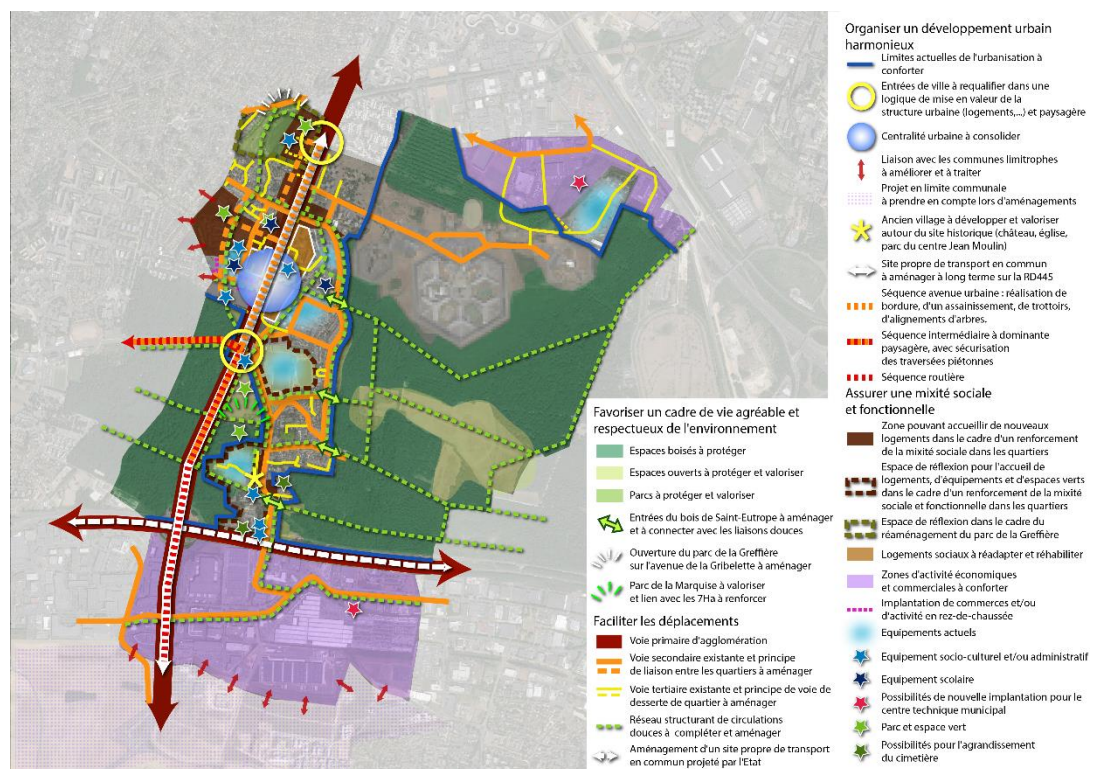 Organiser un développement urbain
harmonieux
Limites actuelles de l'urbanisation à
conforter
Entrées de ville à requalifier dans une
logique de mise en valeur de la
structure urbaine (logements,...) et paysagère
Centralité urbaine à consolider
Liaison avec les communes limitrophes
à améliorer et à traiter
Projet en limite communale
à prendre en compte lors d'aménagements
Ancien village à développer et valoriser
autour du site historique (château, église,
parc du centre Jean Moulin)
Site propre de transport en commun
à aménager à long terme sur la RD445
Séquence avenue urbaine : réalisation de
bordure, d'un assainissement, de trottoirs,
d'alignements d'arbres.
Séquence intermédiaire à dominante
paysagère, avec sécurisation
des traversées piétonnes
Séquence routière
Assurer une mixité sociale
et fonctionnelle
Zone pouvant accueillir de nouveaux
logements dans le cadre d'un renforcement
de la mixité sociale dans les quartiers
Espace de réflexion pour l'accueil de
logements, d'équipements et d'espaces verts
dans le cadre d'un renforcement de la mixité
sociale et fonctionnelle dans les quartiers
Espace de réflexion dans le cadre du
réaménagement du parc de la Greffière
Logements sociaux à réadapter et réhabiliter
Zones d'activité économiques
et commerciales à conforter
Implantation de commerces et/ou
d'activité en rez-de-chaussée
Equipements actuels
Equipement socio-culturel et/ou administratif
Equipement scolaire
Possibilités de nouvelle implantation pour le
centre technique municipal
Parc et espace vert
Possibilités pour l'agrandissement
du cimetière
Favoriser un cadre de vie agréable et
respectueux de l'environnement
Espaces boisés à protéger
Espaces ouverts à protéger et valoriser
Parcs à protéger et valoriser
Entrées du bois de Saint-Eutrope à aménager
et à connecter avec les liaisons douces
Ouverture du parc de la Greffière
sur l'avenue de la Gribelette à aménager
Parc de la Marquise à valoriser
et lien avec les 7Ha à renforcer
Faciliter les déplacements
Voie primaire d'agglomération
Voie secondaire existante et principe
de liaison entre les quartiers à aménager
Voie tertiaire existante et principe de voie de
desserte de quartier à aménager
Réseau structurant de circulations
douces à compléter et aménager
Aménagement d'un site propre de transport
en commun projeté par l'Etat